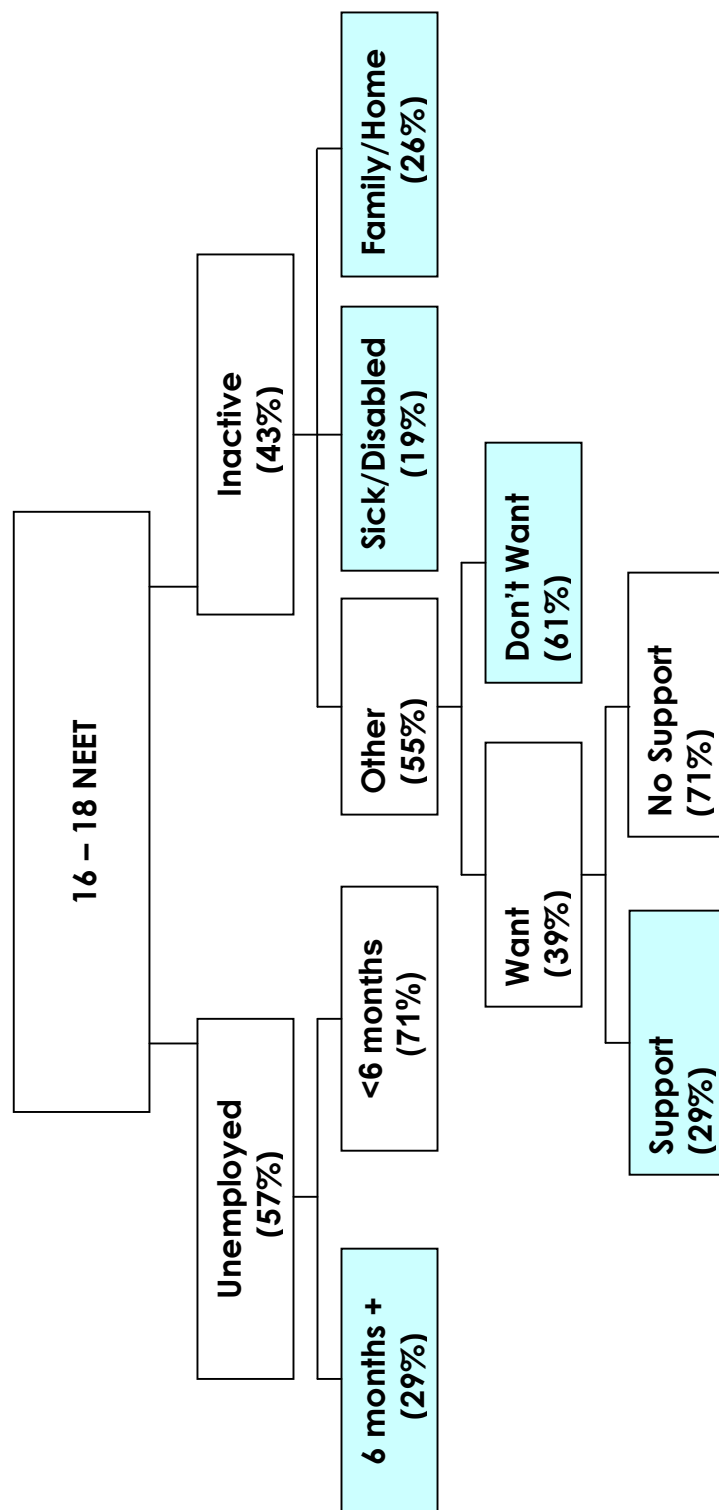 16 – 18 NEET
Unemployed
(57%)
Inactive
(43%)
6 months +
(29%)
<6 months
(71%)
Other
(55%)
Sick/Disabled
(19%)
Family/Home
(26%)
Want
(39%)
Don't Want
(61%)
Support
(29%)
No Support
(71%)